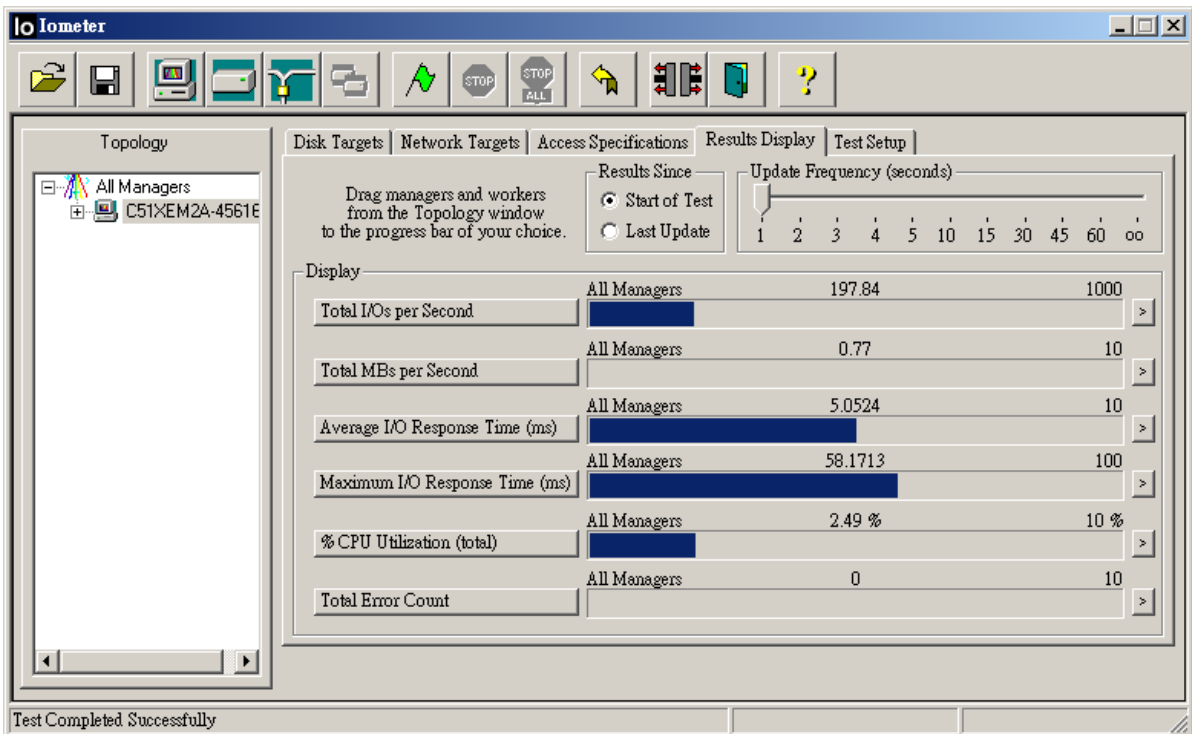 Io Iometer
STOP
STOP ALL
Topology
All Managers
C51XEM2A-45616
Disk Targets Network Targets Access Specifications Results Display Test Setup
Drag managers and workers
from the Topology window
to the progress bar of your choice.
Results Since
Start of Test
Last Update
Update Frequency (seconds)
1 2 3 4 5 10 15 30 45 60 oo
Display
All Managers 197.84 1000
Total I/Os per Second >
All Managers 0.77 10
Total MBs per Second >
All Managers 5.0524 10
Average I/O Response Time (ms) >
All Managers 58.1713 100
Maximum I/O Response Time (ms) >
All Managers 2.49 % 10 %
% CPU Utilization (total) >
All Managers 0 10
Total Error Count >
Test Completed Successfully